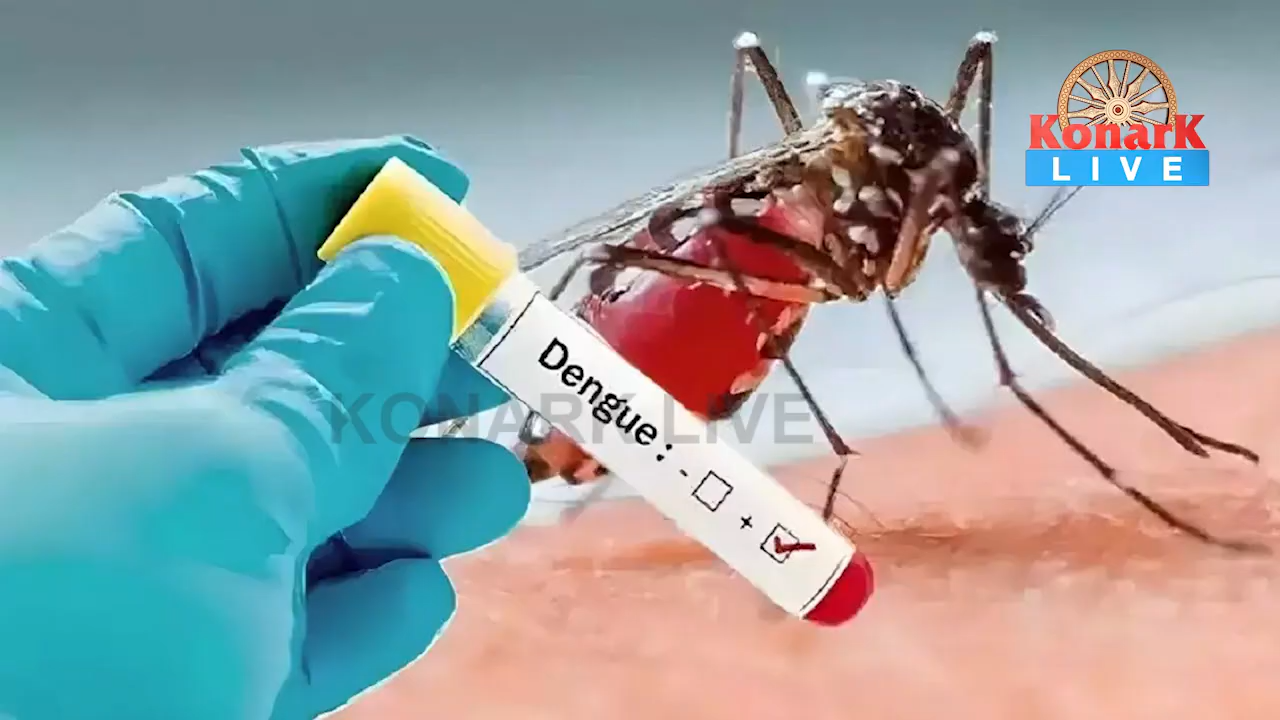 KonarK
LIVE
Dengue : - ☐ + ☑
KONARK LIVE